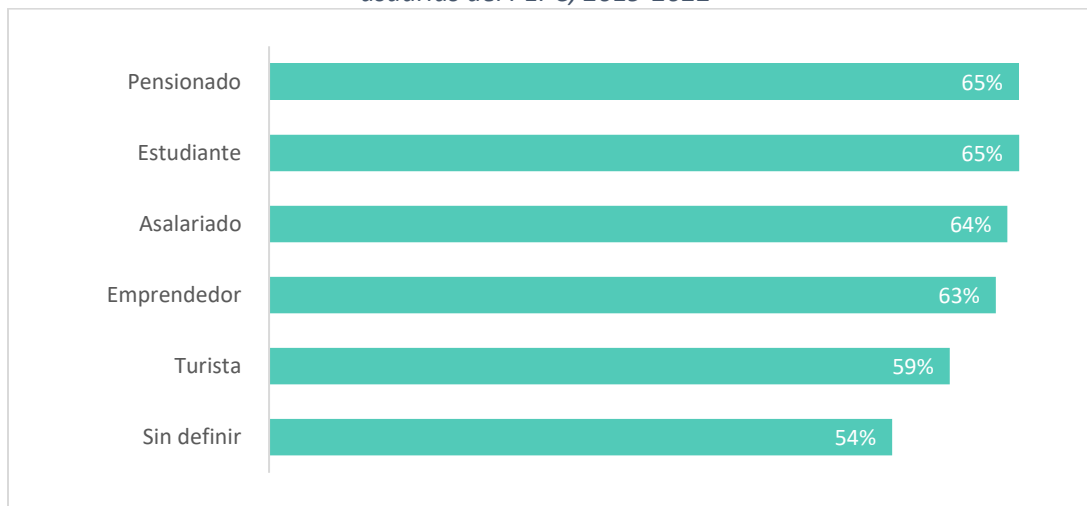 Pensionado 65%
Estudiante 65%
Asalariado 64%
Emprendedor 63%
Turista 59%
Sin definir 54%